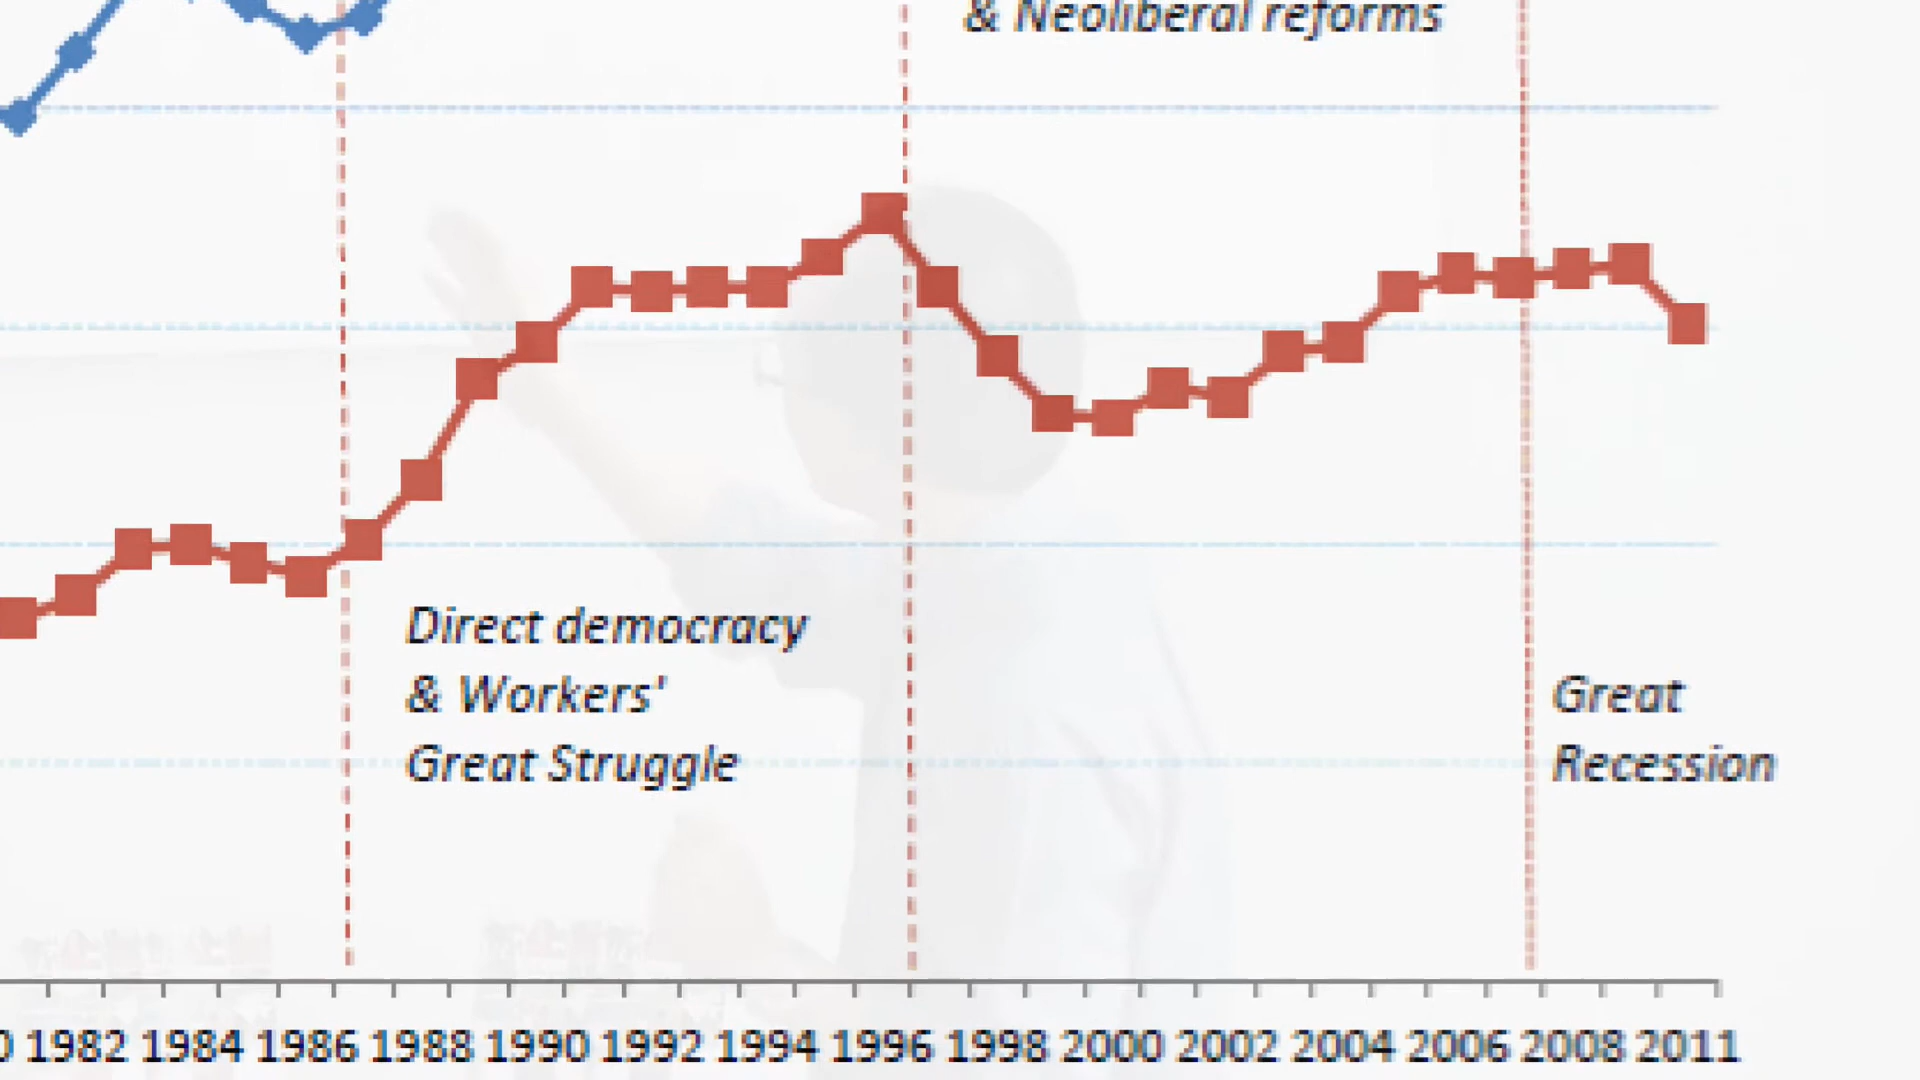 & Neoliberal reforms
Direct democracy
& Workers'
Great Struggle
Great
Recession
0 1982 1984 1986 1988 1990 1992 1994 1996 1998 2000 2002 2004 2006 2008 2011